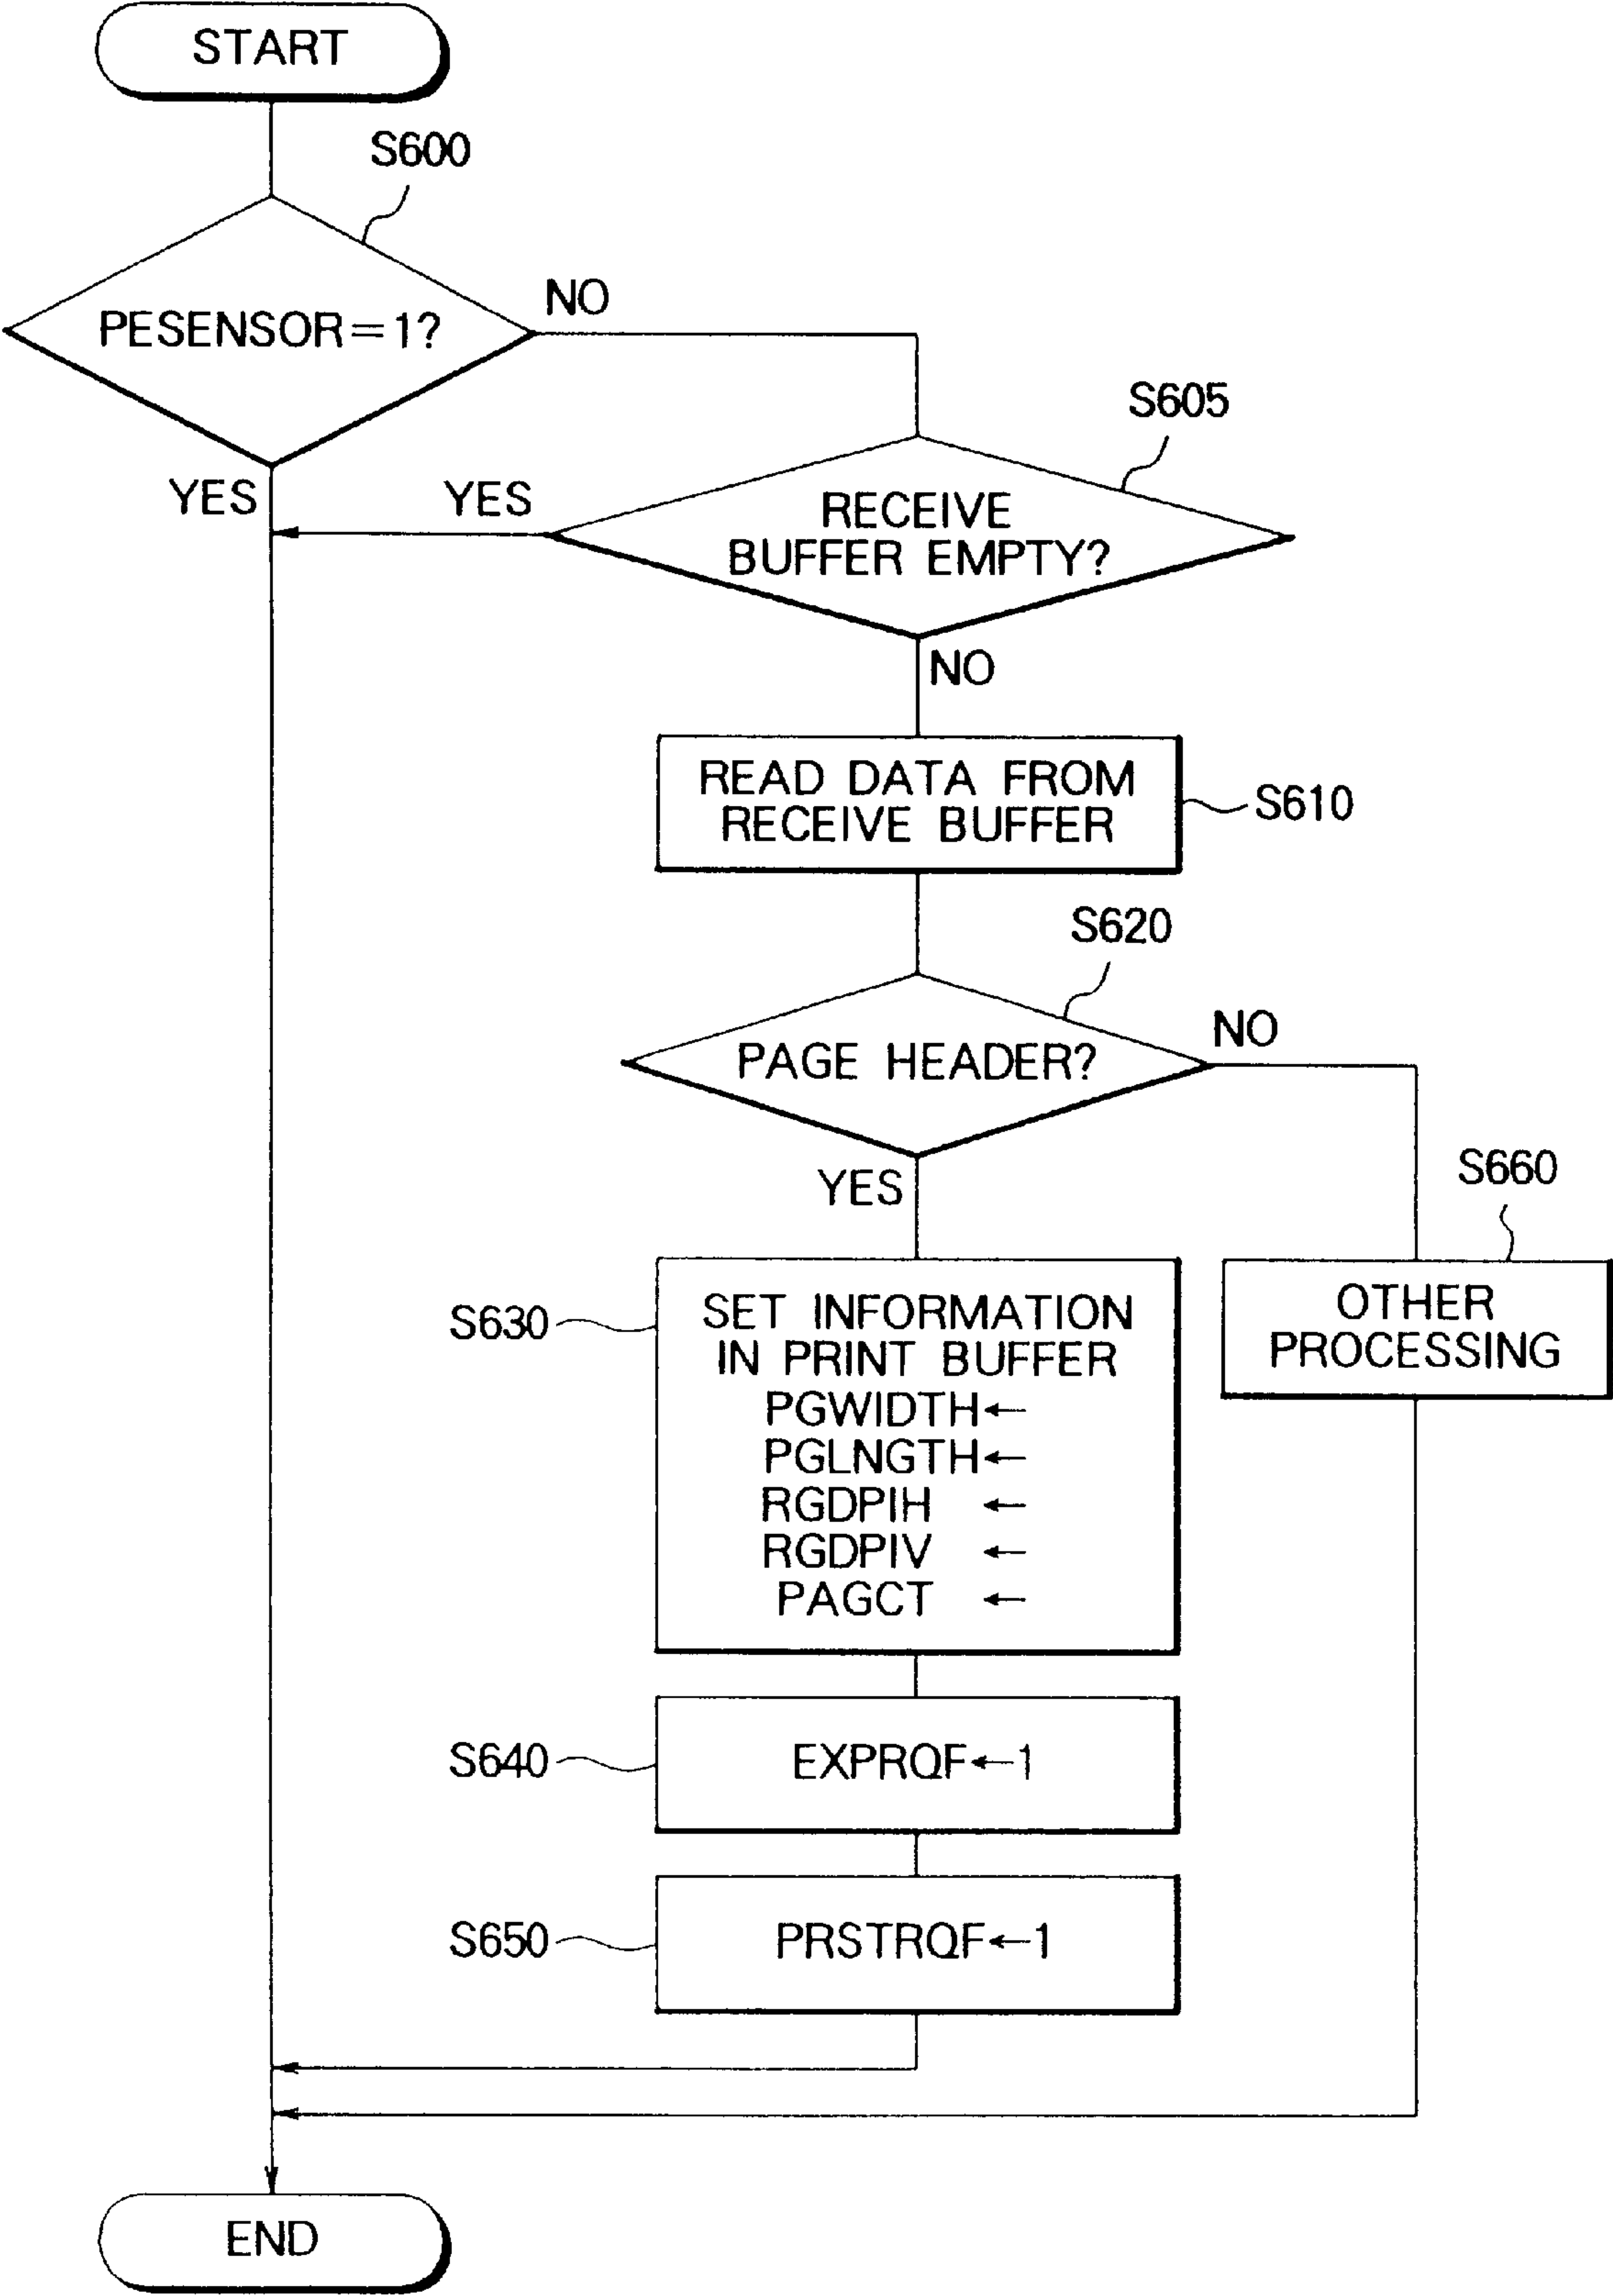 START
S600
PESENSOR=1?
NO
YES
S605
RECEIVE
BUFFER EMPTY?
YES
NO
READ DATA FROM
RECEIVE BUFFER
S610
S620
PAGE HEADER?
NO
YES
S660
OTHER
PROCESSING
S630
SET INFORMATION
IN PRINT BUFFER
PGWIDTH←
PGLNGTH←
RGDPIH ←
RGDPIV ←
PAGCT ←
S640
EXPRQF←1
S650
PRSTRQF←1
END